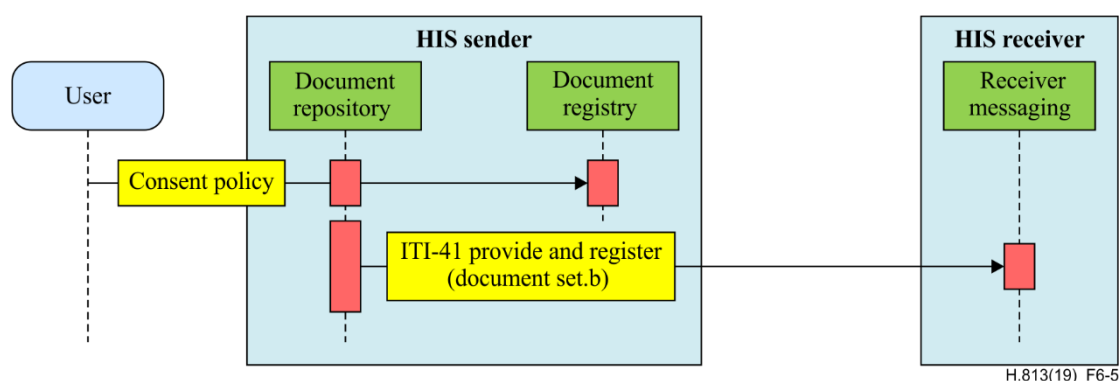 HIS sender
HIS receiver
User
Document
repository
Document
registry
Receiver
messaging
Consent policy
ITI-41 provide and register
(document set.b)
H.813(19)_F6-5